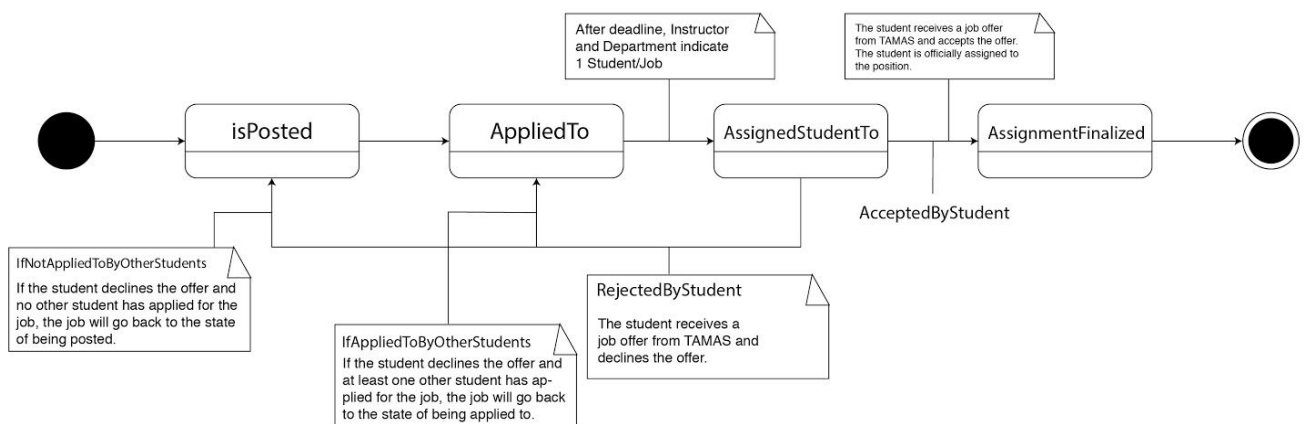 After deadline, Instructor
and Department indicate
1 Student/Job
The student receives a job offer
from TAMAS and accepts the offer.
The student is officially assigned to
the position.
isPosted
AppliedTo
AssignedStudentTo
AssignmentFinalized
AcceptedByStudent
IfNotAppliedToByOtherStudents
If the student declines the offer and
no other student has applied for the
job, the job will go back to the state
of being posted.
RejectedByStudent
The student receives a
job offer from TAMAS and
declines the offer.
IfAppliedToByOtherStudents
If the student declines the offer and
at least one other student has ap-
plied for the job, the job will go back
to the state of being applied to.